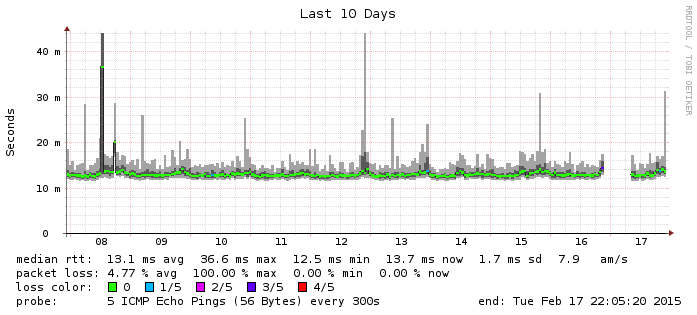 Last 10 Days
RRDTOOL / TOBI OETIKER
Seconds
40 m
30 m
20 m
10 m
0
08 09 10 11 12 13 14 15 16 17
median rtt: 13.1 ms avg 36.6 ms max 12.5 ms min 13.7 ms now 1.7 ms sd 7.9 am/s
packet loss: 4.77 % avg 100.00 % max 0.00 % min 0.00 % now
loss color: 0 1/5 2/5 3/5 4/5
probe: 5 ICMP Echo Pings (56 Bytes) every 300s end: Tue Feb 17 22:05:20 2015